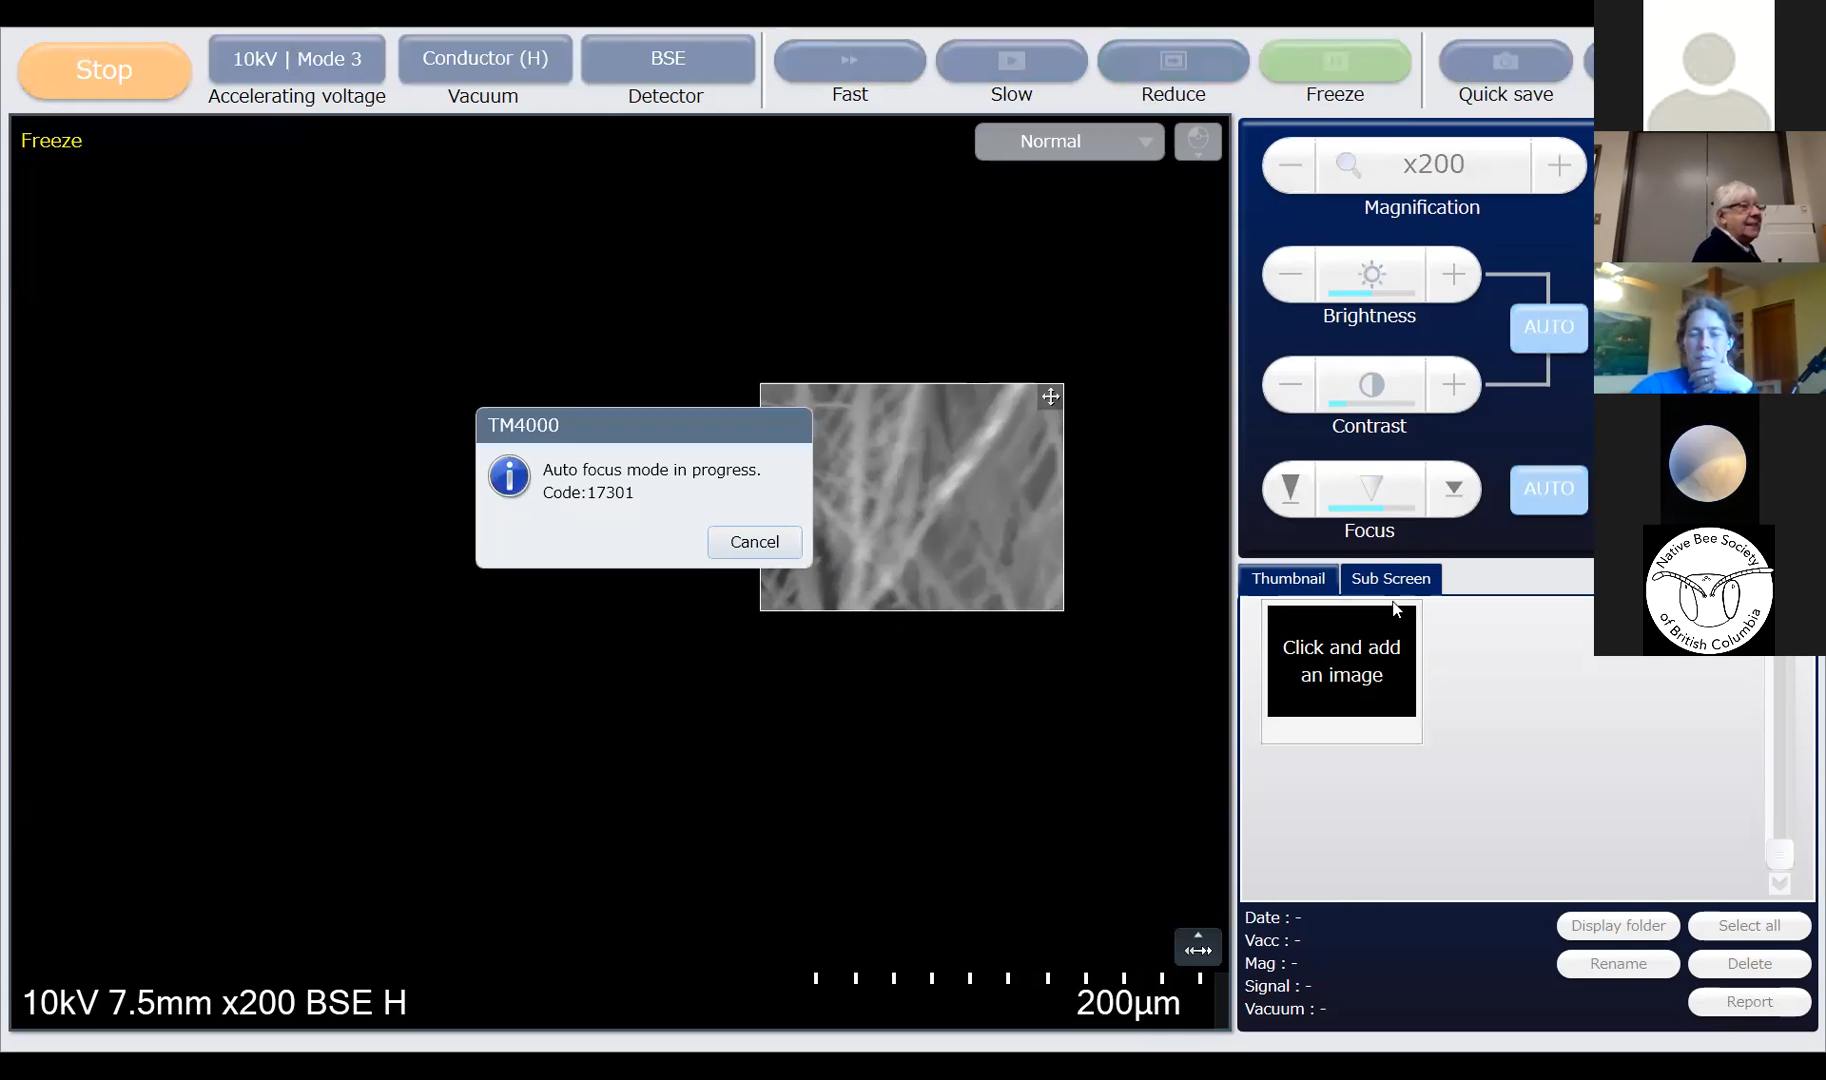 Stop
10kV | Mode 3
Accelerating voltage
Conductor (H)
Vacuum
BSE
Detector
Fast
Slow
Reduce
Freeze
Quick save
Freeze
Normal
x200
Magnification
Brightness
AUTO
Contrast
AUTO
Focus
TM4000
Auto focus mode in progress.
Code:17301
Cancel
Thumbnail
Sub Screen
Click and add
an image
Native Bee Society
of British Columbia
Date : -
Vacc : -
Mag : -
Signal : -
Vacuum : -
Display folder
Select all
Rename
Delete
Report
10kV 7.5mm x200 BSE H
200µm